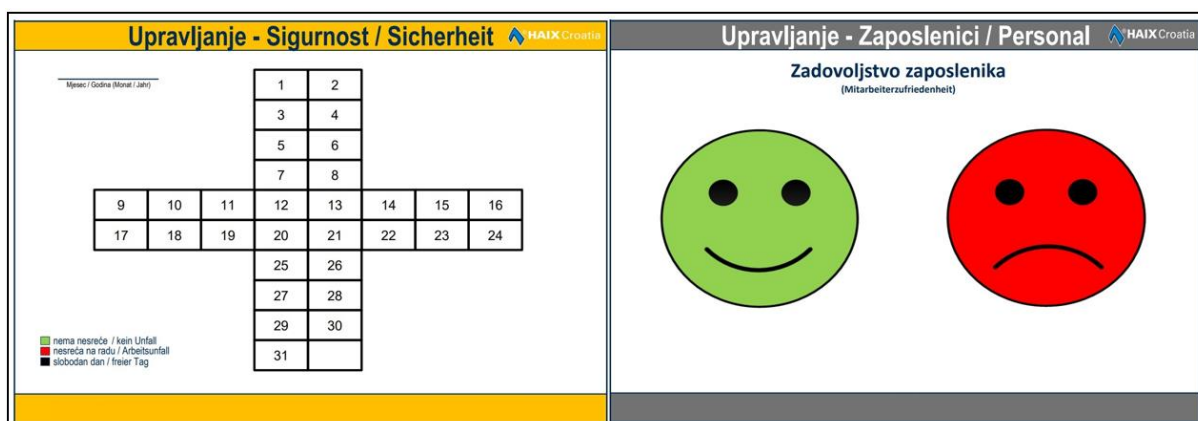 Upravljanje - Sigurnost / Sicherheit HAIX Croatia
Mjesec / Godina (Monat / Jahr)
1 2
3 4
5 6
7 8
9 10 11 12 13 14 15 16
17 18 19 20 21 22 23 24
25 26
27 28
29 30
31
nema nesreće / kein Unfall
nesreća na radu / Arbeitsunfall
slobodan dan / freier Tag
Upravljanje - Zaposlenici / Personal HAIX Croatia
Zadovoljstvo zaposlenika
(Mitarbeiterzufriedenheit)